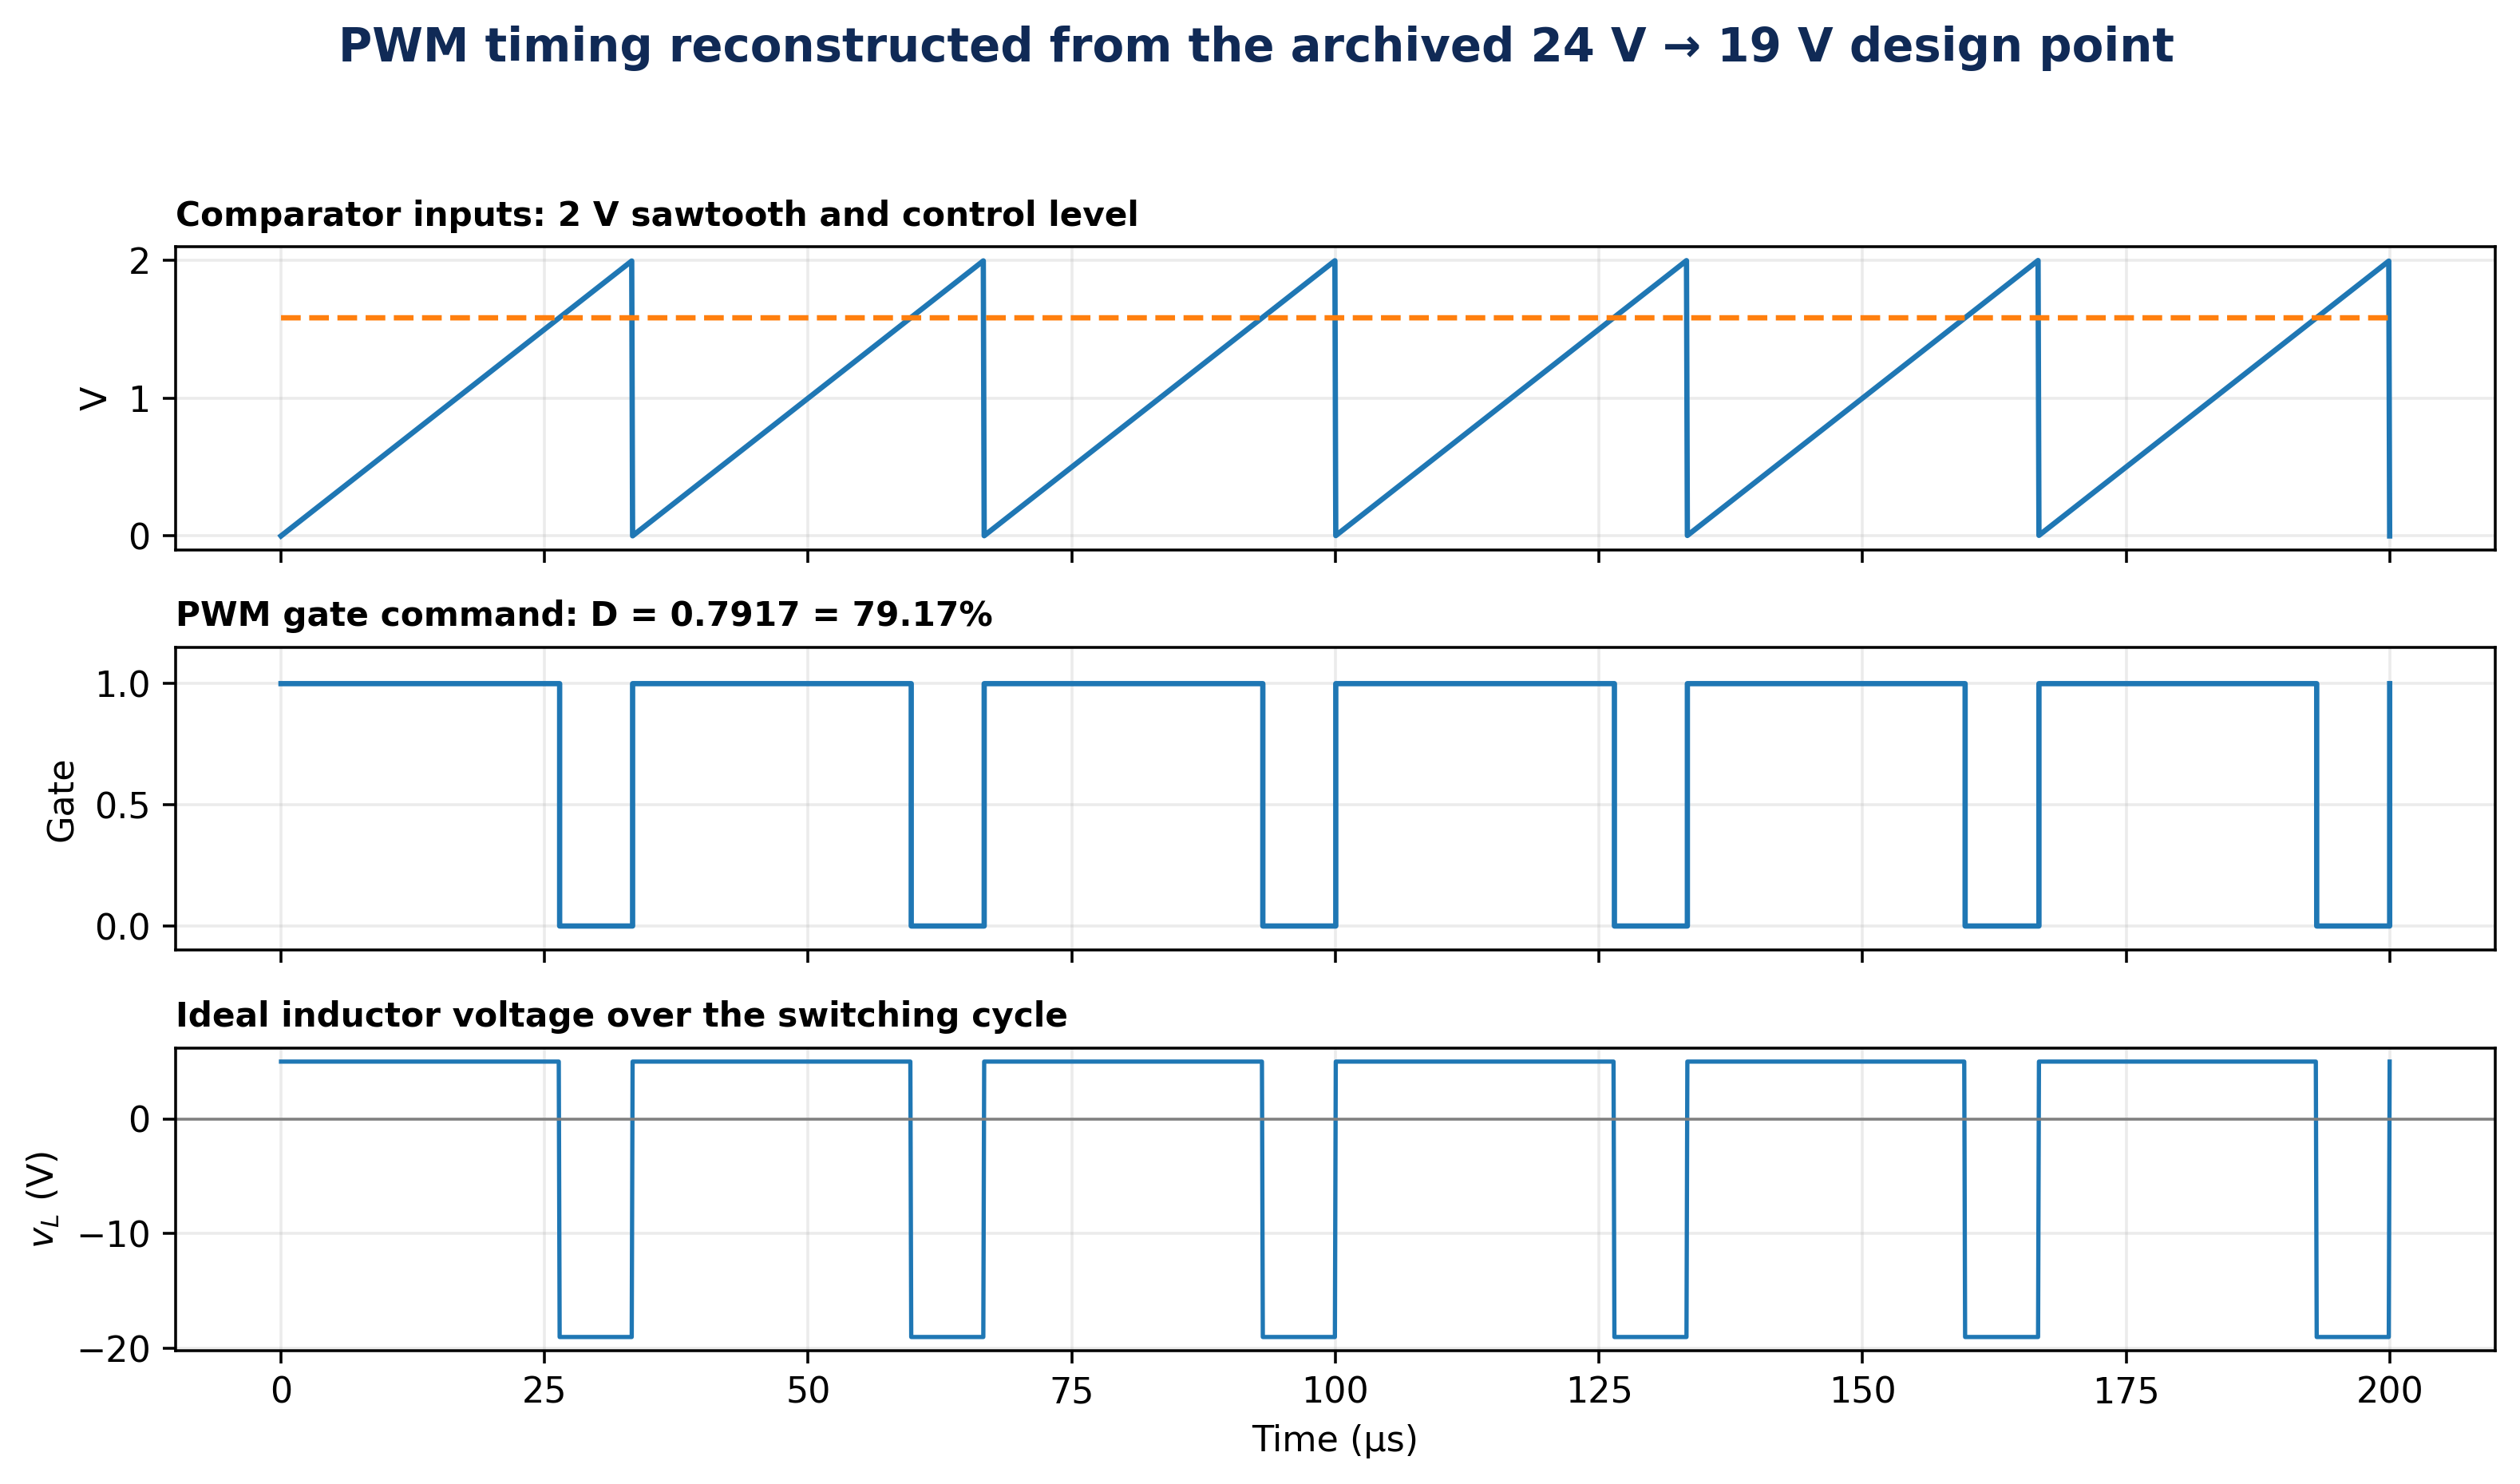 PWM timing reconstructed from the archived 24 V → 19 V design point
Comparator inputs: 2 V sawtooth and control level
2
1
0
V
PWM gate command: D = 0.7917 = 79.17%
1.0
0.5
0.0
Gate
Ideal inductor voltage over the switching cycle
0
−10
−20
v_L (V)
0 25 50 75 100 125 150 175 200
Time (µs)